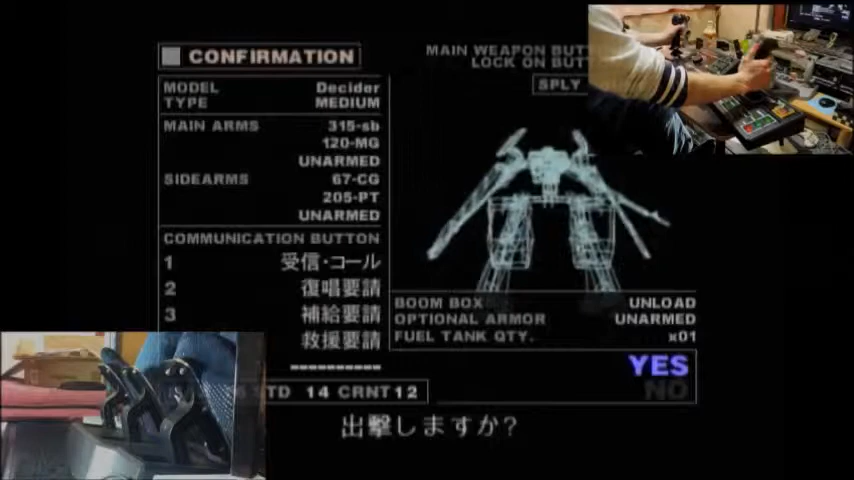 CONFIRMATION
MAIN WEAPON BUTT
LOCK ON BUTT
SPLY
MODEL Decider
TYPE MEDIUM
MAIN ARMS 315-sb
120-MG
UNARMED
SIDEARMS 67-CG
205-PT
UNARMED
COMMUNICATION BUTTON
1 受信・コール
2 復唱要請
3 補給要請
救援要請
----------
BOOM BOX UNLOAD
OPTIONAL ARMOR UNARMED
FUEL TANK QTY. x01
YES
NO
TD 14 CRNT 12
出撃しますか?